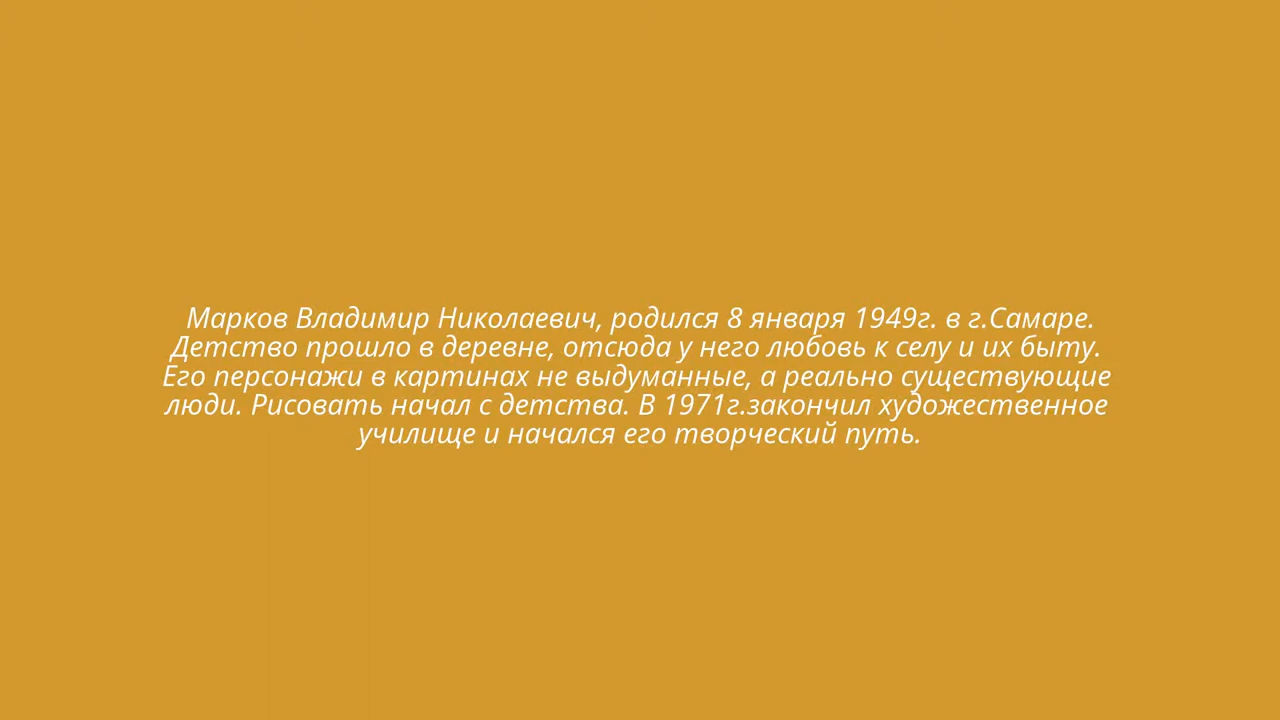 Марков Владимир Николаевич, родился 8 января 1949г. в г.Самаре.
Детство прошло в деревне, отсюда у него любовь к селу и их быту.
Его персонажи в картинах не выдуманные, а реально существующие
люди. Рисовать начал с детства. В 1971г.закончил художественное
училище и начался его творческий путь.